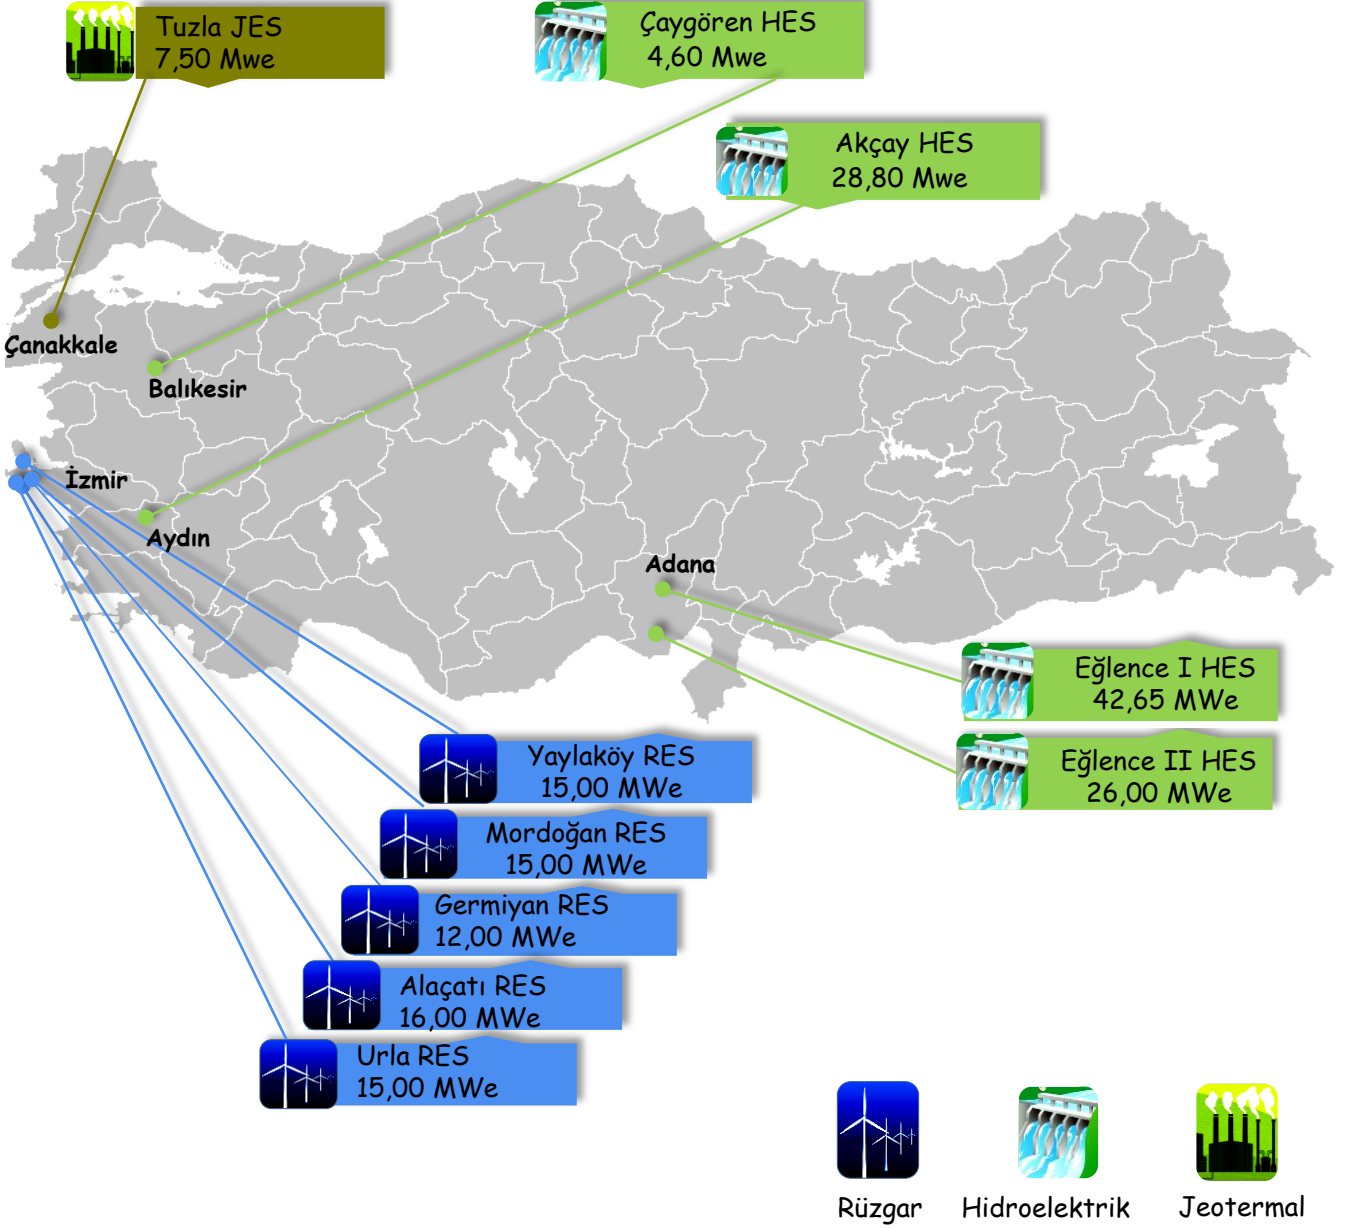 Tuzla JES
7,50 Mwe
Çaygören HES
4,60 Mwe
Akçay HES
28,80 Mwe
Çanakkale
Balıkesir
İzmir
Aydın
Adana
Eğlence I HES
42,65 MWe
Eğlence II HES
26,00 MWe
Yaylaköy RES
15,00 MWe
Mordoğan RES
15,00 MWe
Germiyan RES
12,00 MWe
Alaçatı RES
16,00 MWe
Urla RES
15,00 MWe
Rüzgar
Hidroelektrik
Jeotermal